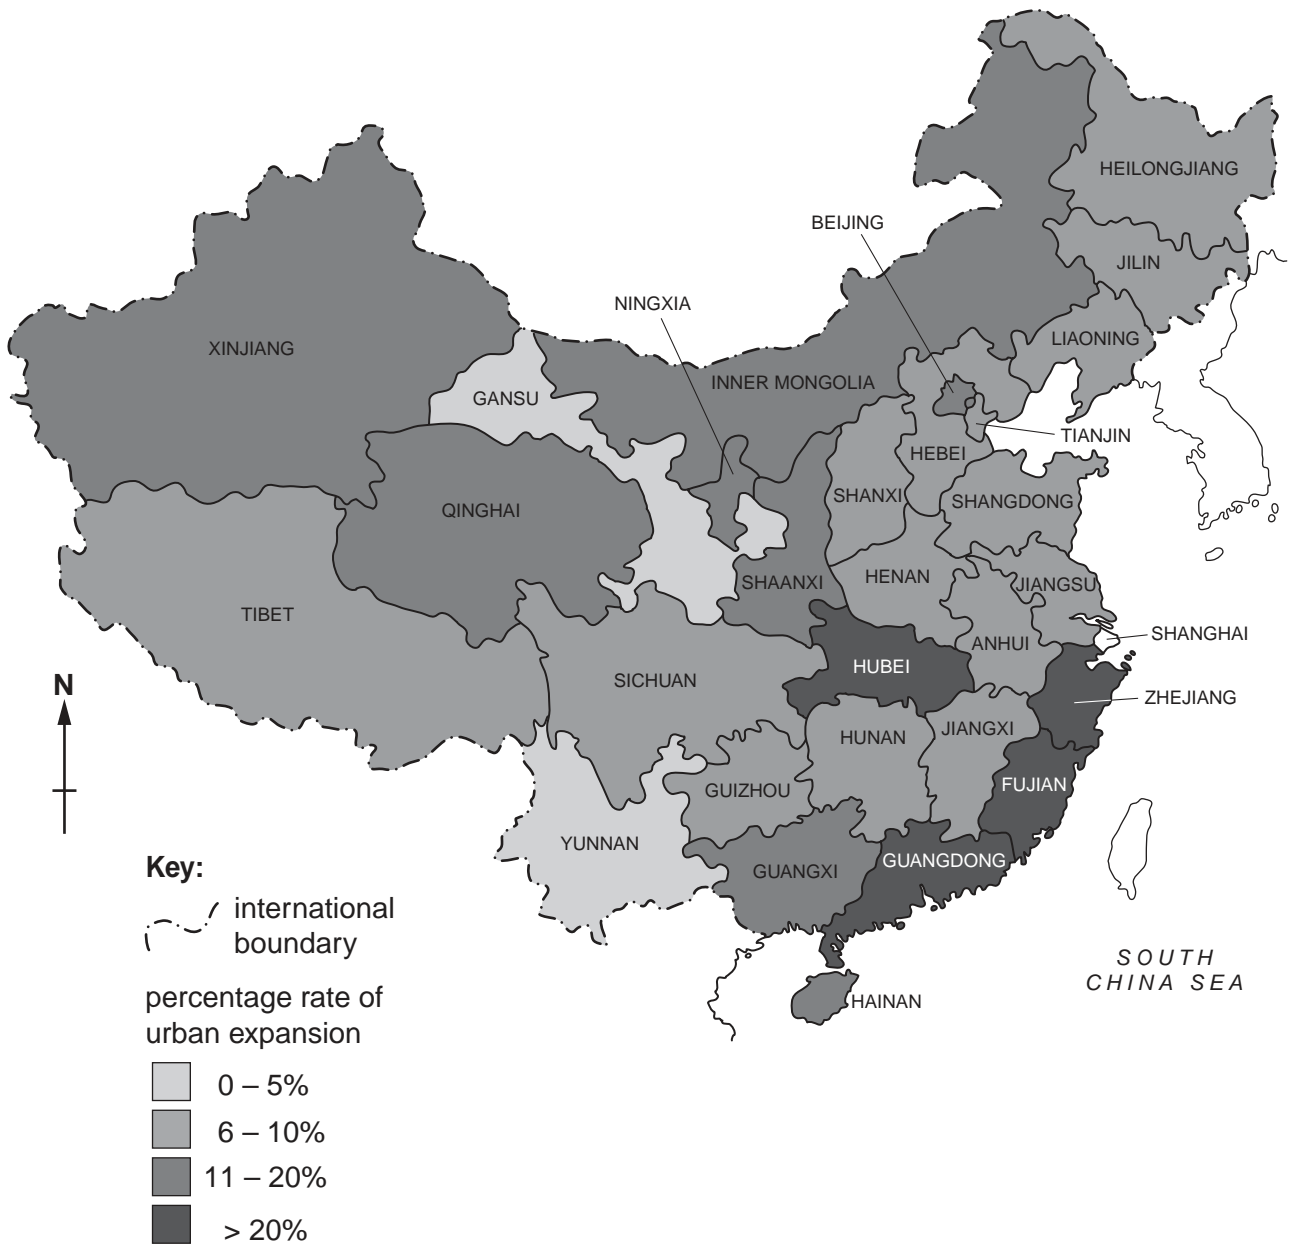 HEILONGJIANG
BEIJING
JILIN
NINGXIA
LIAONING
XINJIANG
INNER MONGOLIA
GANSU
TIANJIN
HEBEI
SHANXI
SHANGDONG
QINGHAI
HENAN
SHAANXI
JIANGSU
TIBET
SHANGHAI
ANHUI
HUBEI
SICHUAN
N
ZHEJIANG
JIANGXI
HUNAN
FUJIAN
GUIZHOU
YUNNAN
GUANGDONG
GUANGXI
Key:
international
boundary
SOUTH
CHINA SEA
HAINAN
percentage rate of
urban expansion
0 – 5%
6 – 10%
11 – 20%
> 20%